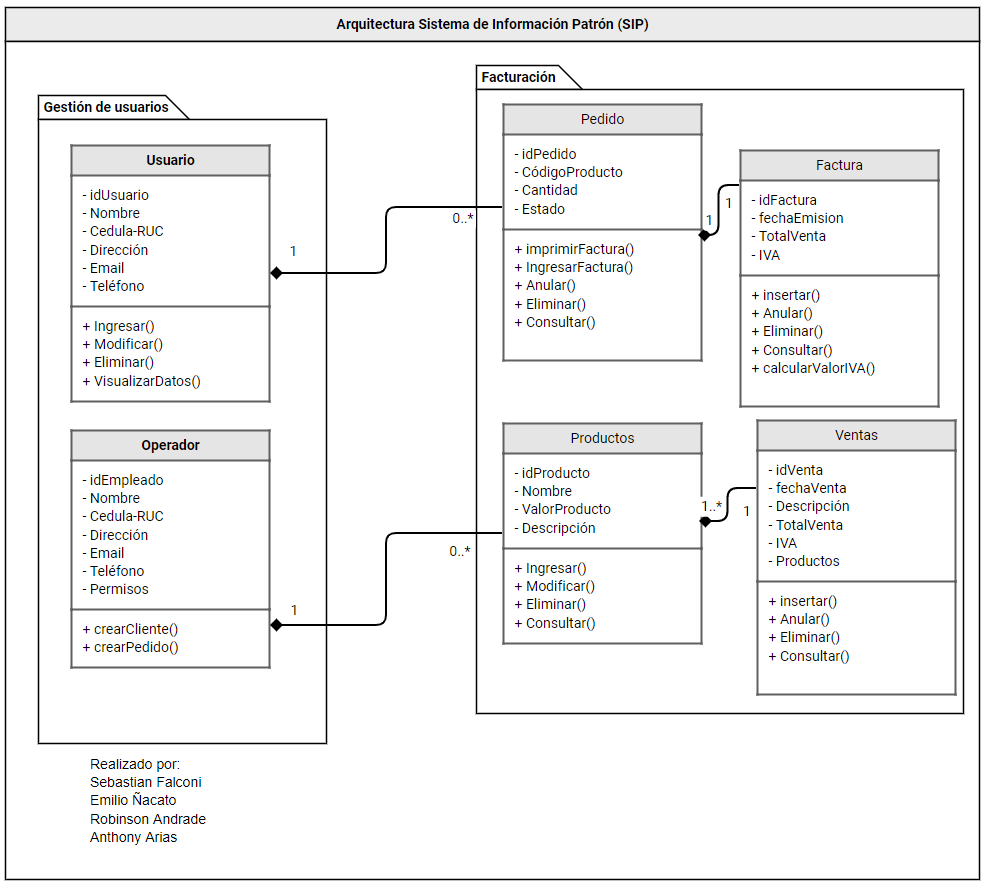 Arquitectura Sistema de Información Patrón (SIP)
Gestión de usuarios
Usuario
- idUsuario
- Nombre
- Cedula-RUC
- Dirección
- Email
- Teléfono
+ Ingresar()
+ Modificar()
+ Eliminar()
+ VisualizarDatos()
1
0..*
Operador
- idEmpleado
- Nombre
- Cedula-RUC
- Dirección
- Email
- Teléfono
- Permisos
+ crearCliente()
+ crearPedido()
1
0..*
Facturación
Pedido
- idPedido
- CódigoProducto
- Cantidad
- Estado
+ imprimirFactura()
+ IngresarFactura()
+ Anular()
+ Eliminar()
+ Consultar()
1
1
Factura
- idFactura
- fechaEmision
- TotalVenta
- IVA
+ insertar()
+ Anular()
+ Eliminar()
+ Consultar()
+ calcularValorIVA()
Productos
- idProducto
- Nombre
- ValorProducto
- Descripción
+ Ingresar()
+ Modificar()
+ Eliminar()
+ Consultar()
1..*
1
Ventas
- idVenta
- fechaVenta
- Descripción
- TotalVenta
- IVA
- Productos
+ insertar()
+ Anular()
+ Eliminar()
+ Consultar()
Realizado por:
Sebastian Falconi
Emilio Ñacato
Robinson Andrade
Anthony Arias